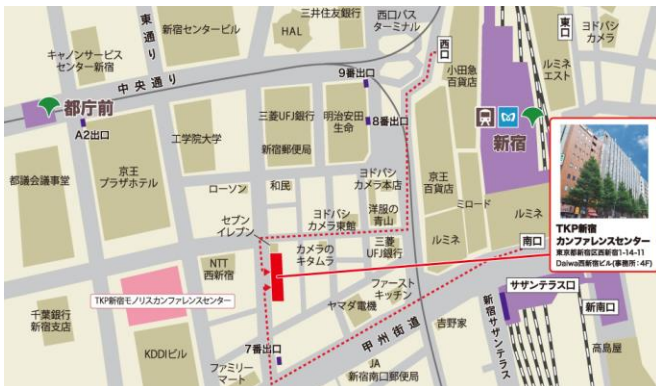 東通り
新宿センタービル
三井住友銀行
HAL
西口バス
ターミナル
西口
東口
ヨドバシ
カメラ
キャノンサービス
センター新宿
中央通り
9番出口
小田急
百貨店
ルミネ
エスト
都庁前
A2出口
工学院大学
三菱UFJ銀行
新宿郵便局
明治安田
生命
8番出口
新宿
都議会議事堂
京王
プラザホテル
ローソン
和民
ヨドバシ
カメラ本店
京王
百貨店
ミロード
ルミネ
セブン
イレブン
ヨドバシ
カメラ東館
洋服の
青山
ルミネ
南口
TKP新宿
カンファレンスセンター
東京都新宿区西新宿1-14-11
Daiwa西新宿ビル(事務所:4F)
NTT
西新宿
カメラの
キタムラ
三菱
UFJ銀行
TKP新宿モノリスカンファレンスセンター
ファースト
キッチン
ヤマダ電機
サザンテラス口
新宿サザンテラス
新南口
千葉銀行
新宿支店
KDDIビル
7番出口
甲州街道
吉野家
高島屋
ファミリー
マート
JA
新宿南口郵便局